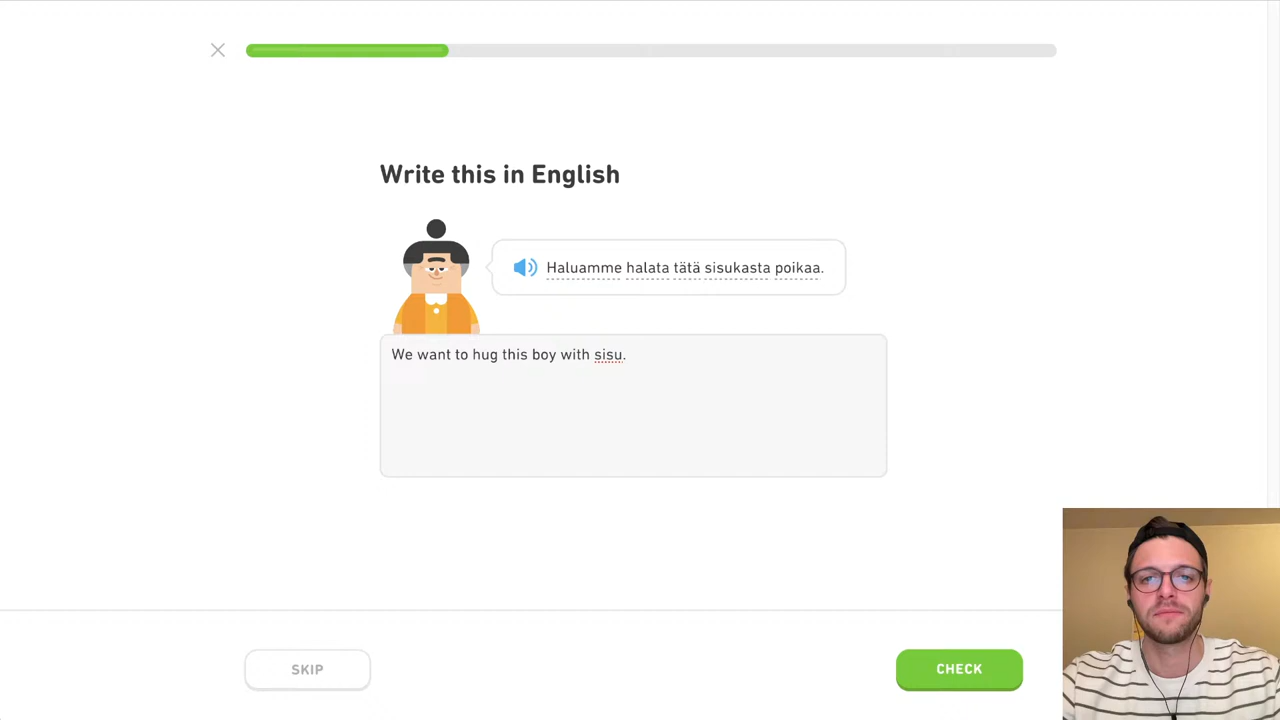 Write this in English
Haluamme halata tätä sisukasta poikaa.
We want to hug this boy with sisu.
SKIP
CHECK